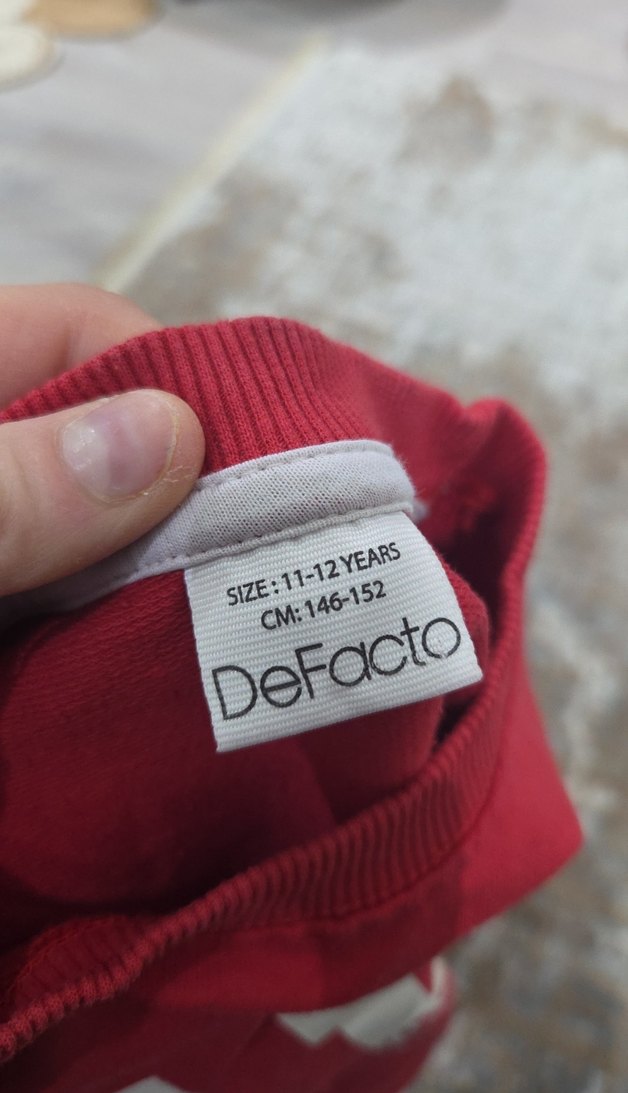 SIZE: 11-12 YEARS
CM: 146-152
DeFacto